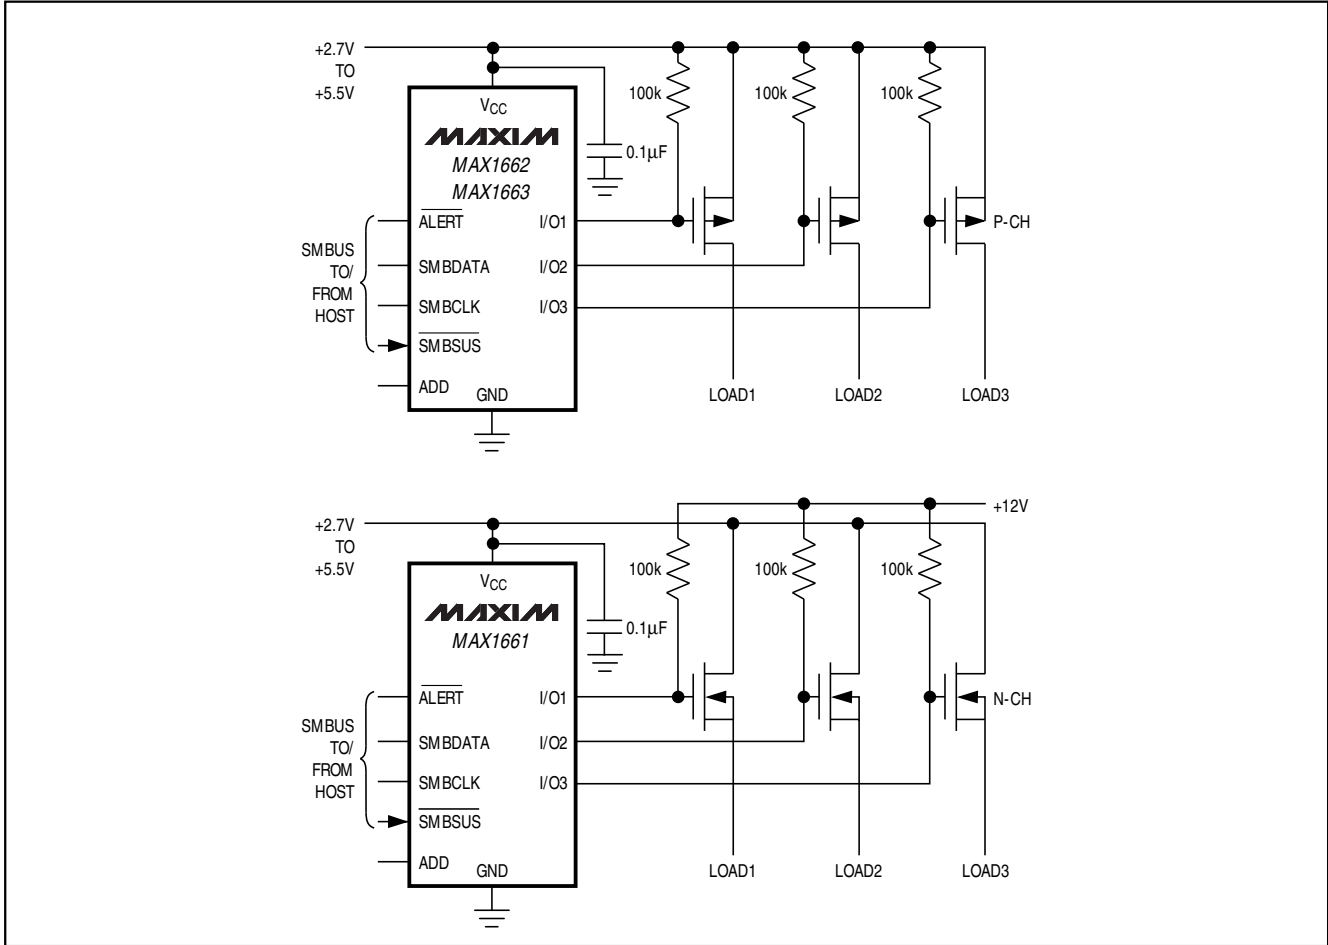 +2.7V
TO
+5.5V
100k
100k
100k
VCC
MAXIM
MAX1662
MAX1663
0.1µF
ALERT
I/O1
P-CH
SMBUS
TO/
FROM
HOST
SMBDATA
I/O2
SMBCLK
I/O3
SMBSUS
ADD
GND
LOAD1
LOAD2
LOAD3
+12V
+2.7V
TO
+5.5V
100k
100k
100k
VCC
MAXIM
MAX1661
0.1µF
ALERT
I/O1
N-CH
SMBUS
TO/
FROM
HOST
SMBDATA
I/O2
SMBCLK
I/O3
SMBSUS
ADD
GND
LOAD1
LOAD2
LOAD3